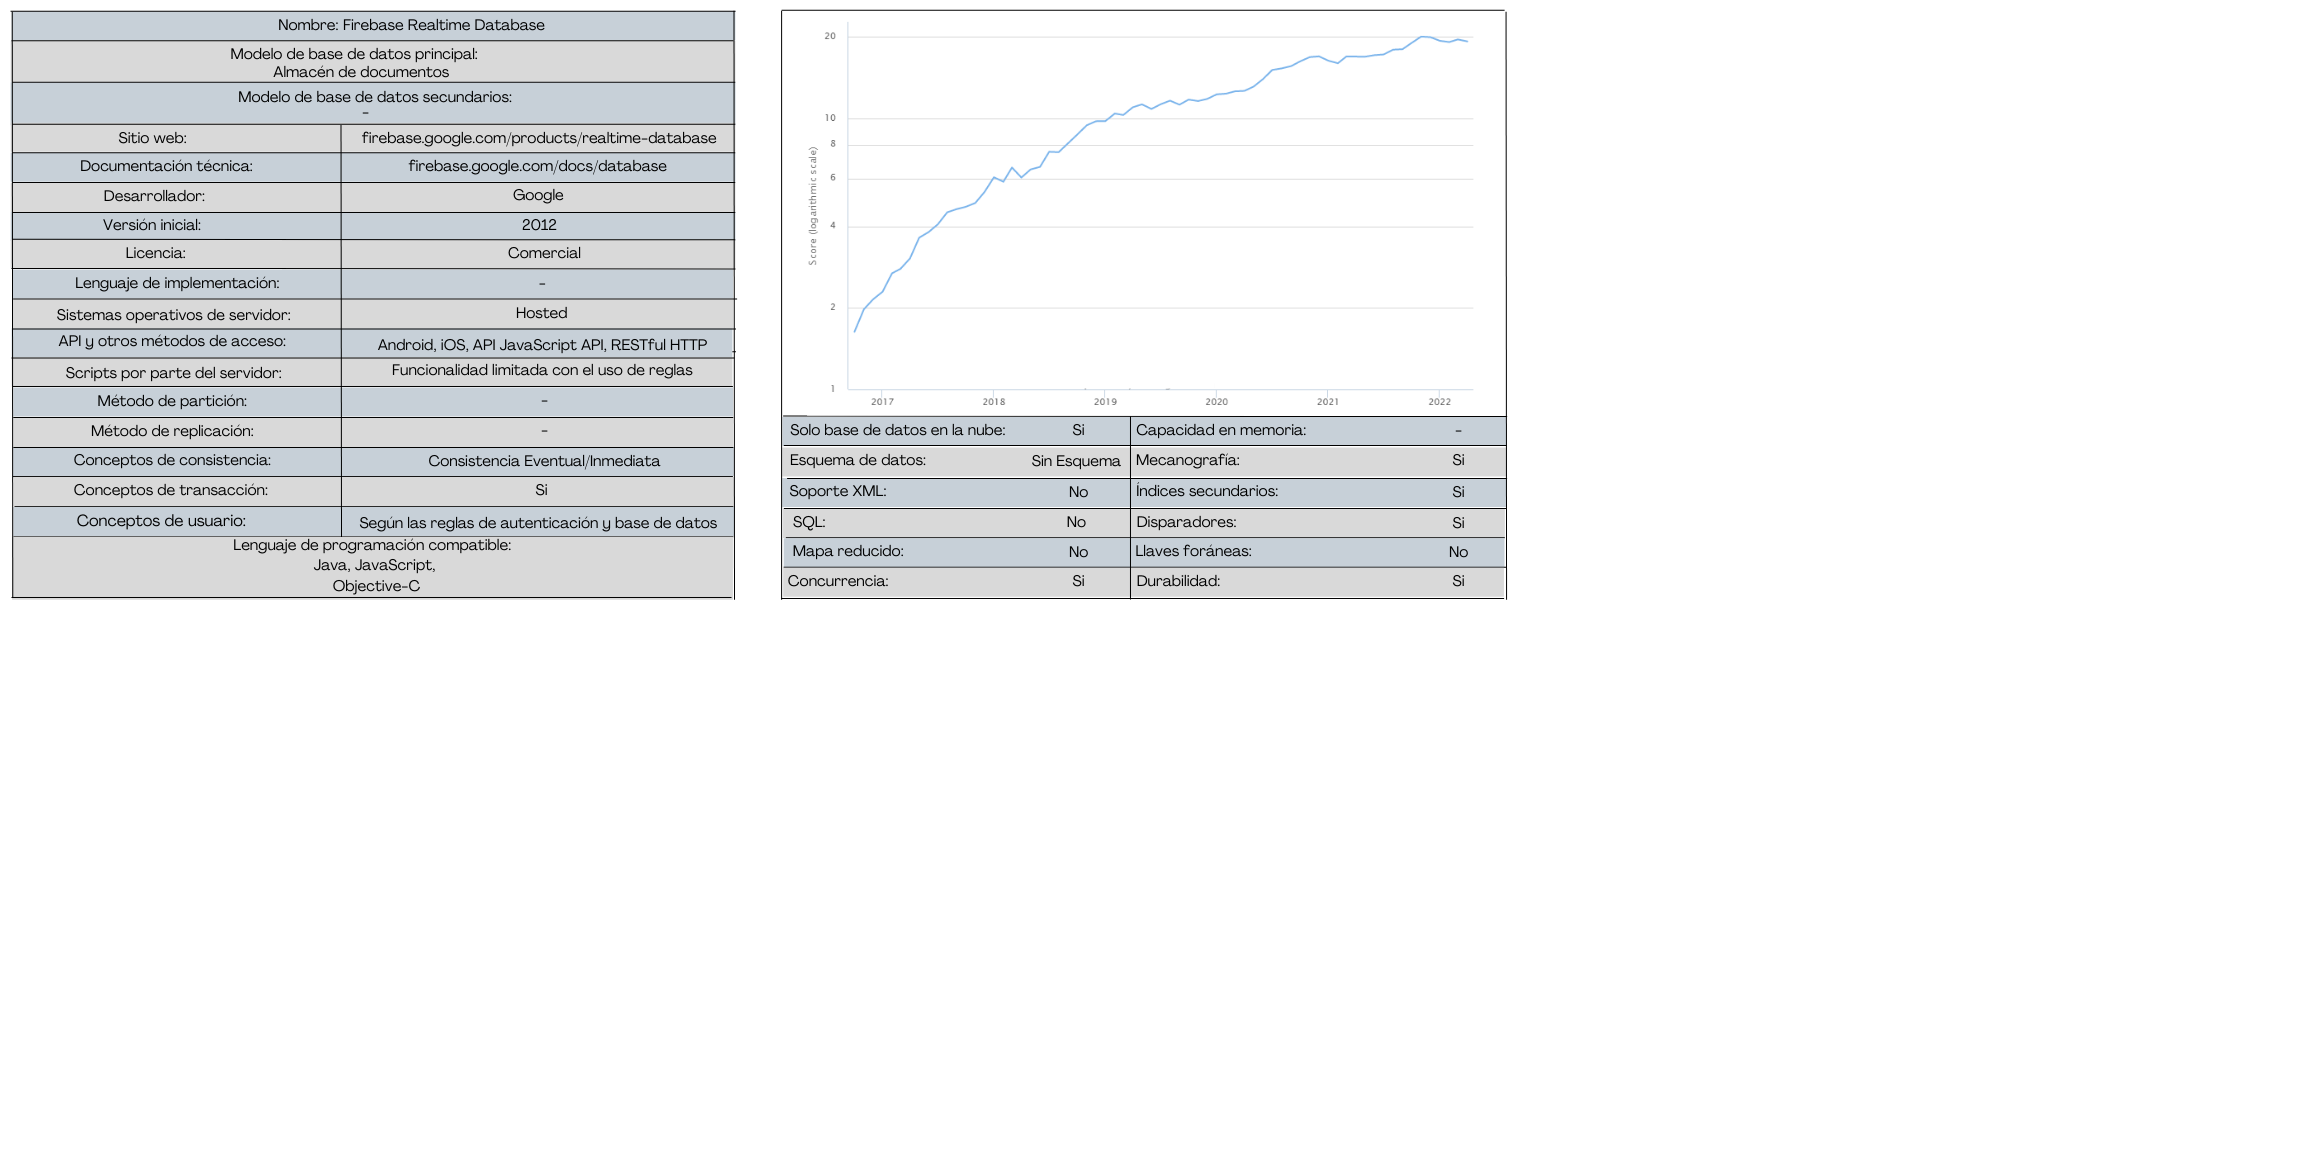 Nombre: Firebase Realtime Database
Modelo de base de datos principal:
Almacén de documentos
Modelo de base de datos secundarios:
-
Sitio web: firebase.google.com/products/realtime-database
Documentación técnica: firebase.google.com/docs/database
Desarrollador: Google
Versión inicial: 2012
Licencia: Comercial
Lenguaje de implementación: -
Sistemas operativos de servidor: Hosted
API y otros métodos de acceso: Android, iOS, API JavaScript API, RESTful HTTP
Scripts por parte del servidor: Funcionalidad limitada con el uso de reglas
Método de partición: -
Método de replicación: -
Conceptos de consistencia: Consistencia Eventual/Inmediata
Conceptos de transacción: Si
Conceptos de usuario: Según las reglas de autenticación y base de datos
Lenguaje de programación compatible:
Java, JavaScript,
Objective-C
Score (logarithmic scale)
20
10
8
6
4
2
1
2017 2018 2019 2020 2021 2022
Solo base de datos en la nube: Si Capacidad en memoria: -
Esquema de datos: Sin Esquema Mecanografía: Si
Soporte XML: No Índices secundarios: Si
SQL: No Disparadores: Si
Mapa reducido: No Llaves foráneas: No
Concurrencia: Si Durabilidad: Si